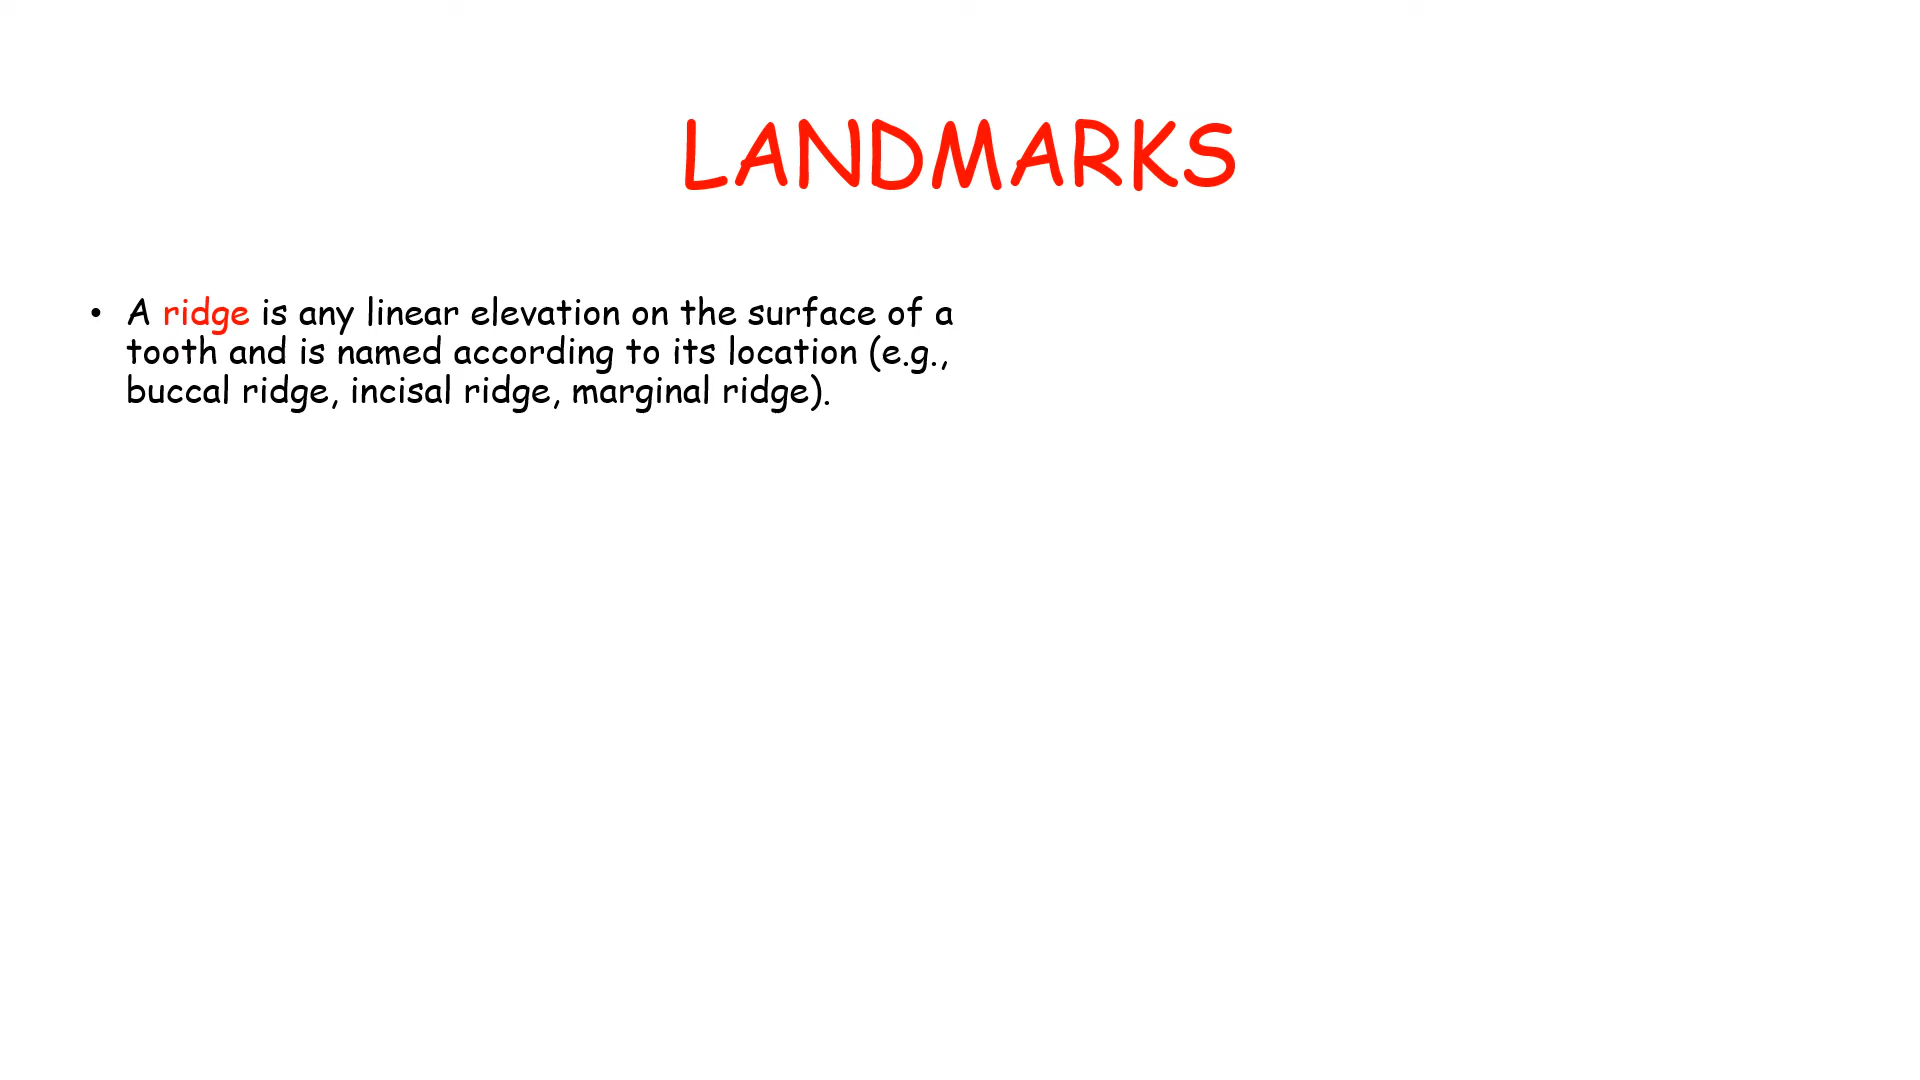 LANDMARKS
• A ridge is any linear elevation on the surface of a
tooth and is named according to its location (e.g.,
buccal ridge, incisal ridge, marginal ridge).